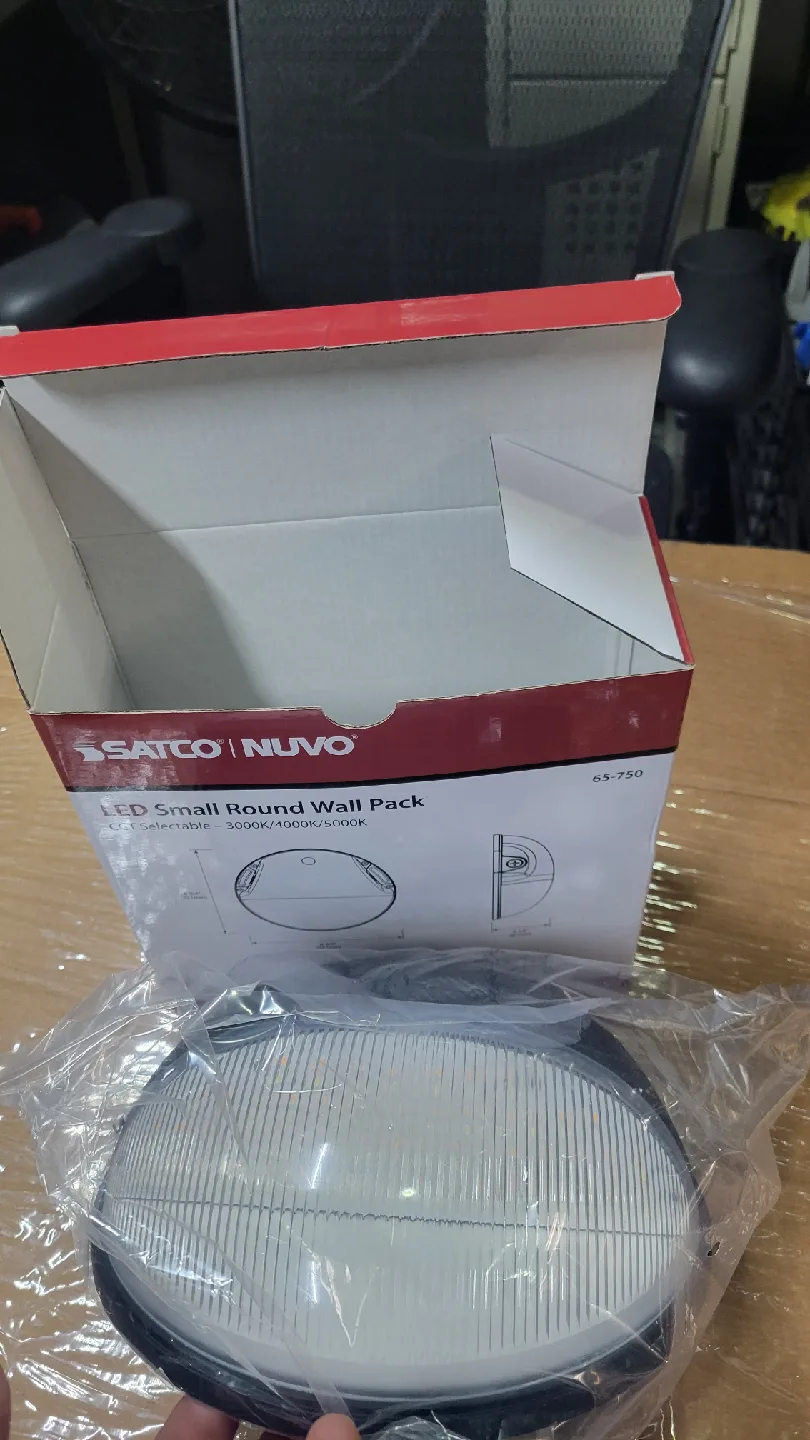 SATCO® | NUVO®
65-750
LED Small Round Wall Pack
CCT Selectable – 3000K/4000K/5000K